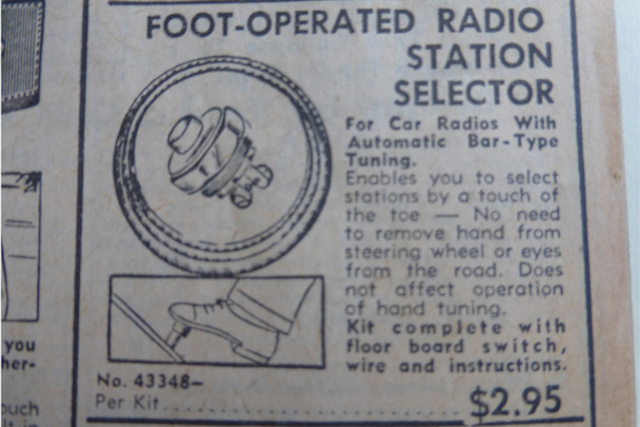 FOOT-OPERATED RADIO
STATION
SELECTOR
For Car Radios With
Automatic Bar-Type
Tuning.
Enables you to select
stations by a touch of
the toe — No need
to remove hand from
steering wheel or eyes
from the road. Does
not affect operation
of hand tuning.
Kit complete with
floor board switch,
wire and instructions.
No. 43348—
Per Kit
$2.95
you
her-
ouch